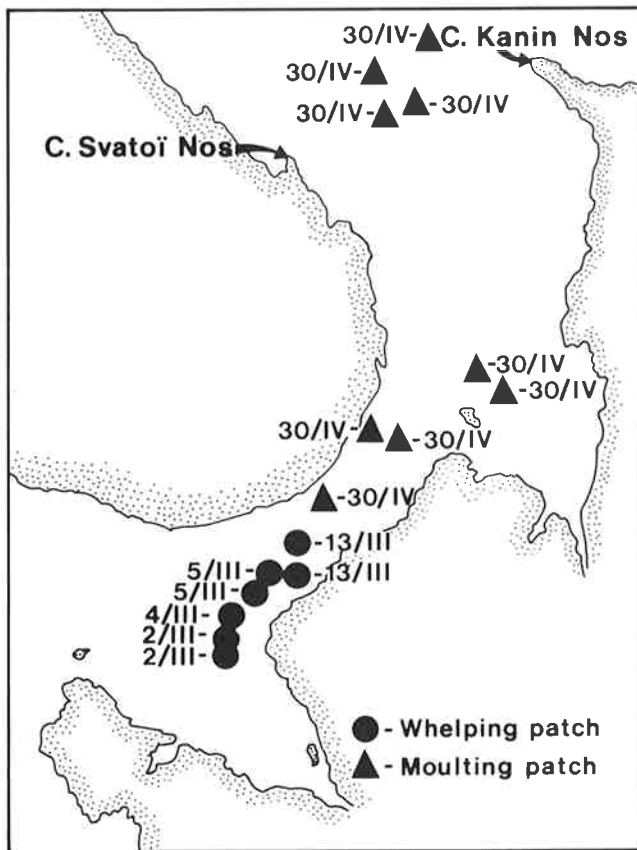 30/IV- C. Kanin Nos
30/IV-
30/IV- -30/IV
C. Svatoï Nos
-30/IV
-30/IV
30/IV- -30/IV
-30/IV
-13/III
5/III- -13/III
5/III-
4/III-
2/III-
2/III-
- Whelping patch
- Moulting patch